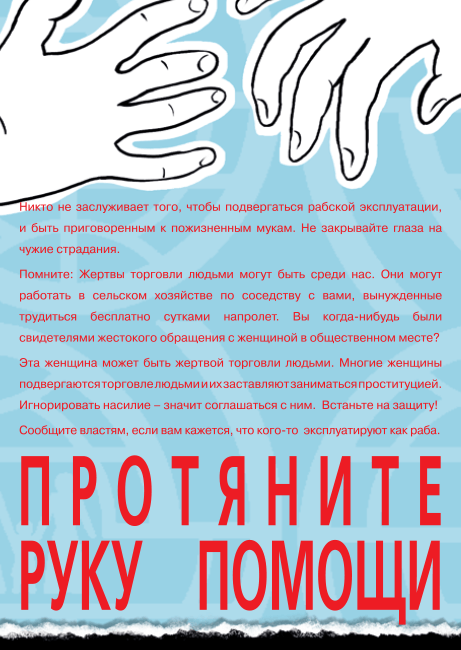 Никто не заслуживает того, чтобы подвергаться рабской эксплуатации,
и быть приговоренным к пожизненным мукам. Не закрывайте глаза на
чужие страдания.
Помните: Жертвы торговли людьми могут быть среди нас. Они могут
работать в сельском хозяйстве по соседству с вами, вынужденные
трудиться бесплатно сутками напролет. Вы когда-нибудь были
свидетелями жестокого обращения с женщиной в общественном месте?
Эта женщина может быть жертвой торговли людьми. Многие женщины
подвергаются торговле людьми и их заставляют заниматься проституцией.
Игнорировать насилие – значит соглашаться с ним. Встаньте на защиту!
Сообщите властям, если вам кажется, что кого-то эксплуатируют как раба.
ПРОТЯНИТЕ
РУКУ ПОМОЩИ